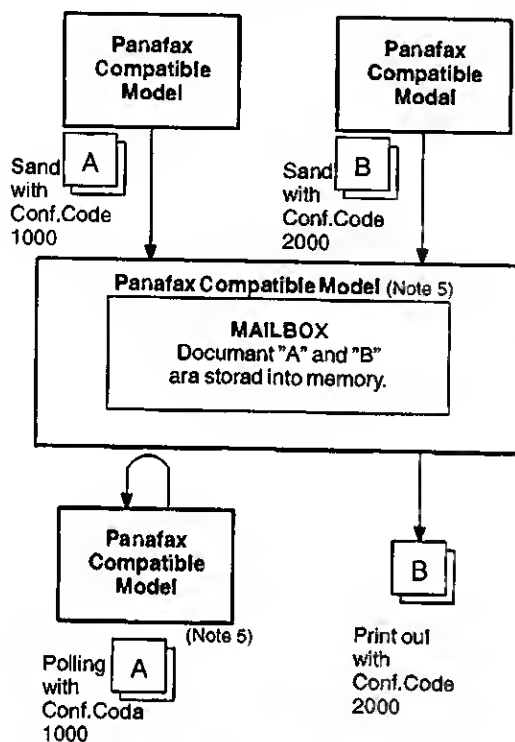 Panafax
Compatible
Model
Panafax
Compatible
Modal
A
Sand
with
Conf.Code
1000
B
Sand
with
Conf.Code
2000
Panafax Compatible Model (Note 5)
MAILBOX
Documant "A" and "B"
ara storad into memory.
Panafax
Compatible
Model
(Note 5)
Polling
with
Conf.Coda
1000
A
B
Print out
with
Conf.Code
2000